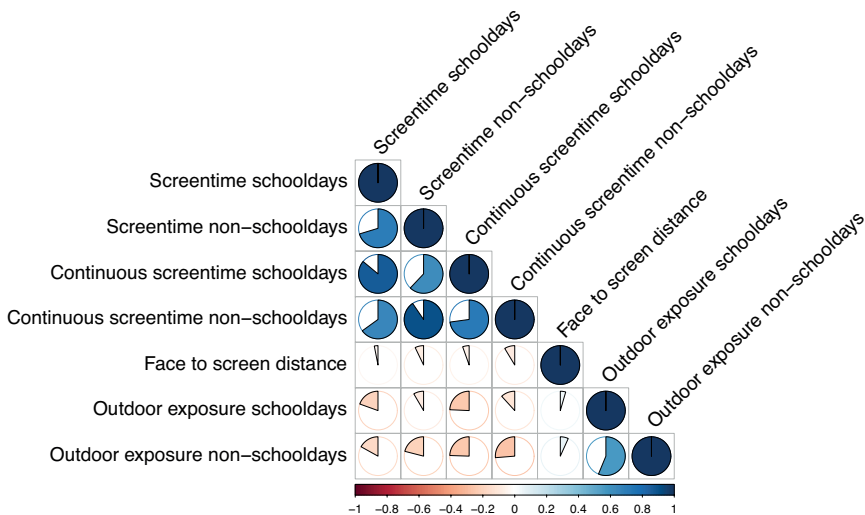 Screentime schooldays
Screentime non−schooldays
Continuous screentime schooldays
Continuous screentime non−schooldays
Face to screen distance
Outdoor exposure schooldays
Outdoor exposure non−schooldays
Screentime schooldays
Screentime non−schooldays
Continuous screentime schooldays
Continuous screentime non−schooldays
Face to screen distance
Outdoor exposure schooldays
Outdoor exposure non−schooldays
−1 −0.8 −0.6 −0.4 −0.2 0 0.2 0.4 0.6 0.8 1